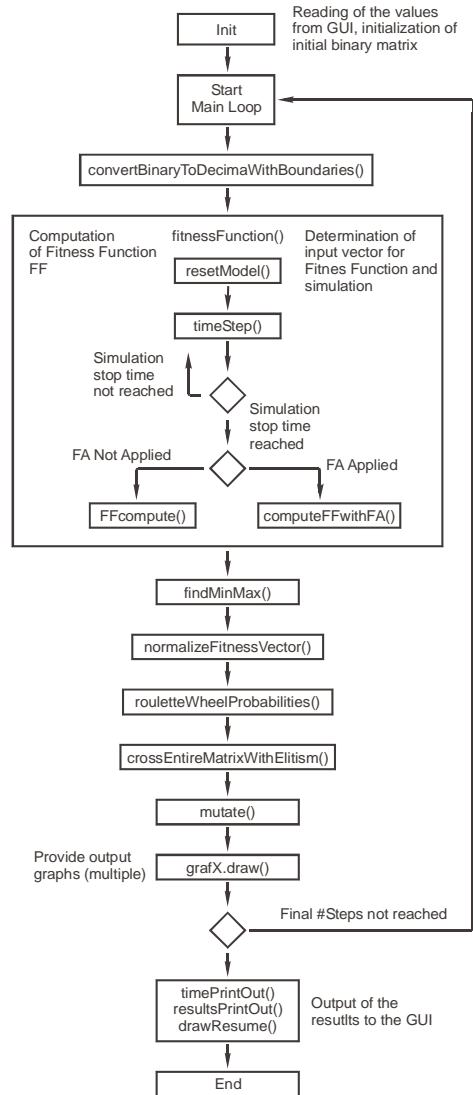 Init
Reading of the values
from GUI, initialization of
initial binary matrix
Start
Main Loop
convertBinaryToDecimaWithBoundaries()
Computation
of Fitness Function
FF
fitnessFunction()
Determination of
input vector for
Fitnes Function and
simulation
resetModel()
timeStep()
Simulation
stop time
not reached
Simulation
stop time
reached
FA Not Applied
FA Applied
FFcompute()
computeFFwithFA()
findMinMax()
normalizeFitnessVector()
rouletteWheelProbabilities()
crossEntireMatrixWithElitism()
mutate()
Provide output
graphs (multiple)
grafX.draw()
Final #Steps not reached
timePrintOut()
resultsPrintOut()
drawResume()
Output of the
resutlts to the GUI
End